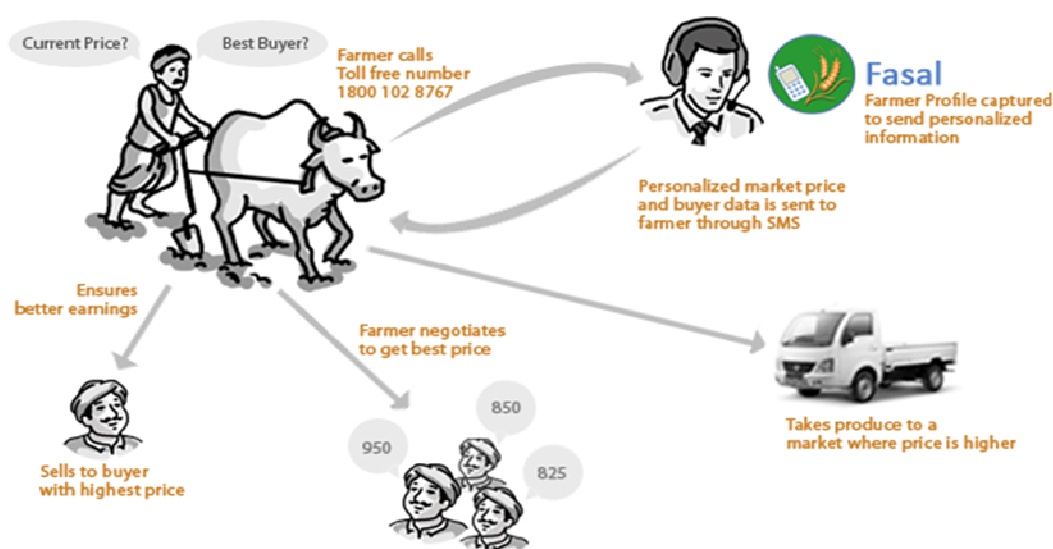 Current Price?
Best Buyer?
Farmer calls
Toll free number
1800 102 8767
Fasal
Farmer Profile captured
to send personalized
information
Personalized market price
and buyer data is sent to
farmer through SMS
Ensures
better earnings
Farmer negotiates
to get best price
850
950
825
Sells to buyer
with highest price
Takes produce to a
market where price is higher